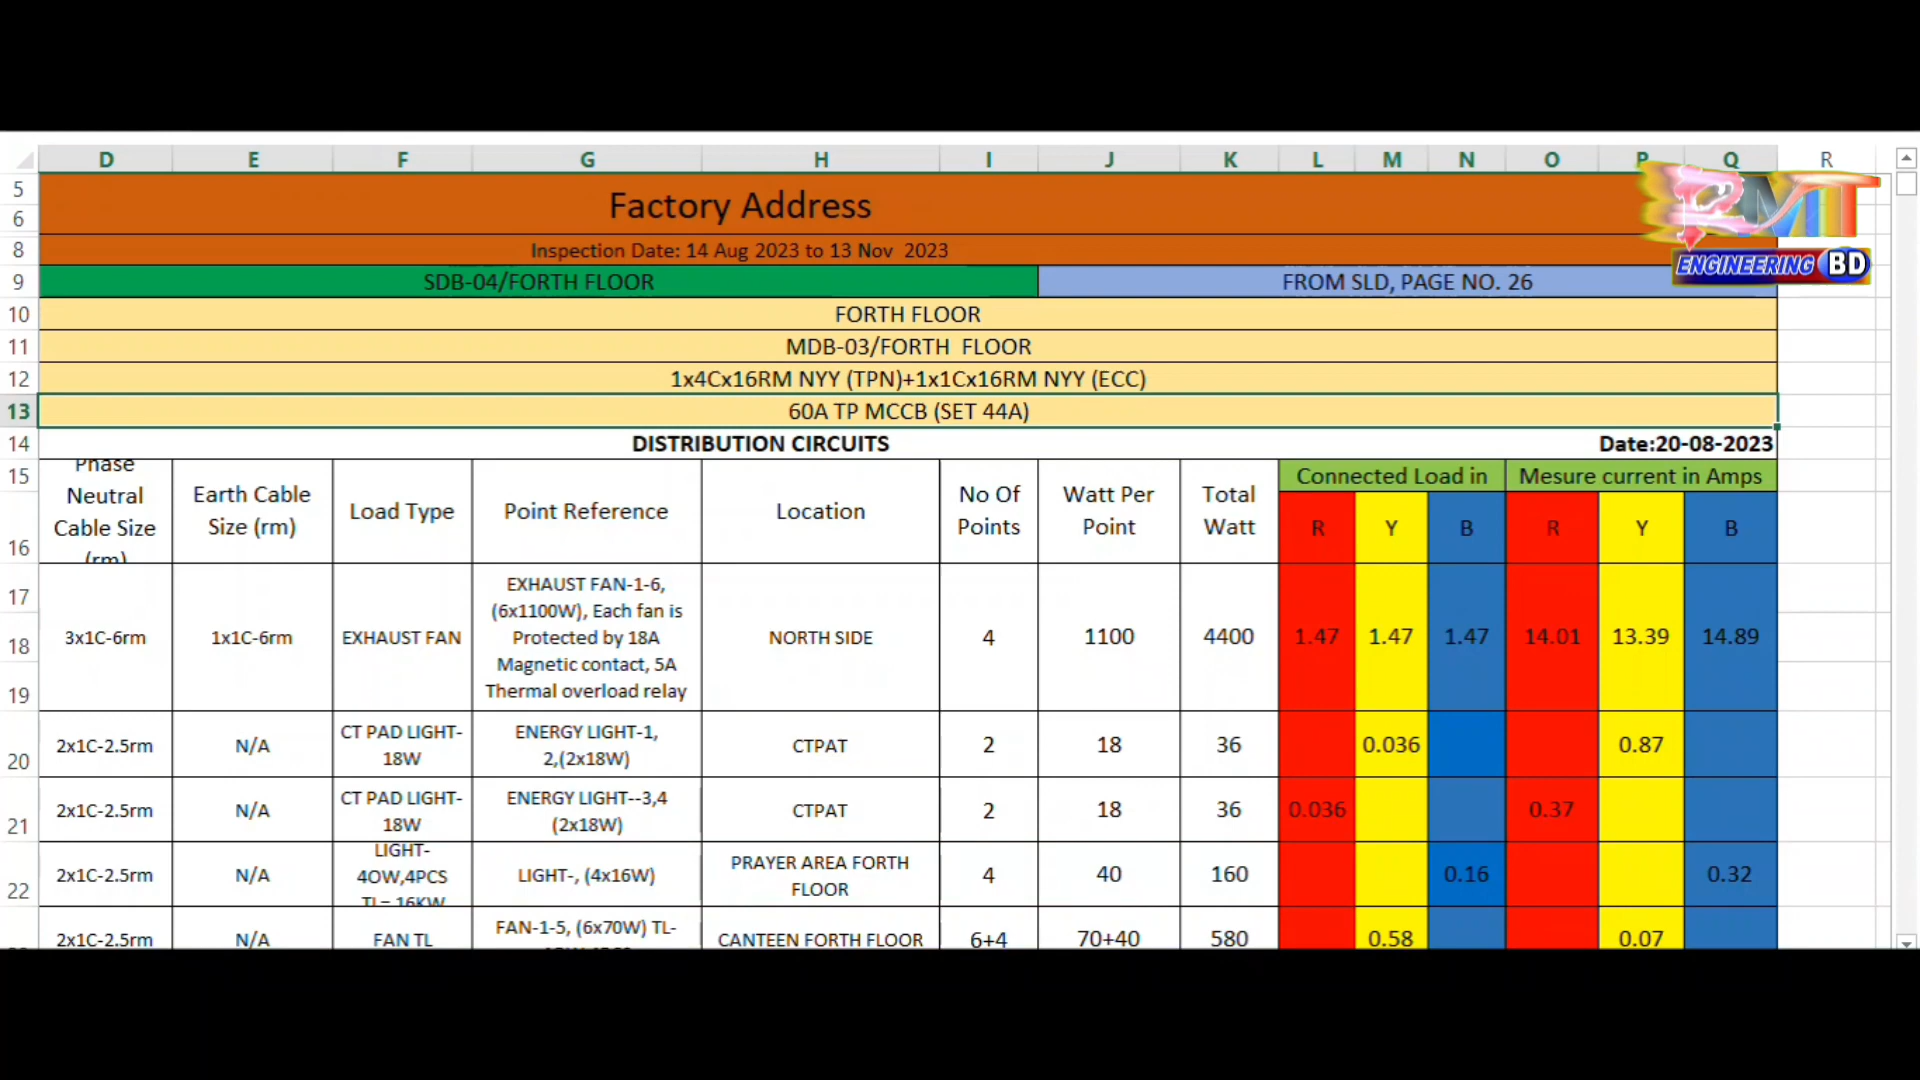 D E F G H I J K L M N O P Q R
5
Factory Address
6
8 Inspection Date: 14 Aug 2023 to 13 Nov 2023
9 SDB-04/FORTH FLOOR FROM SLD, PAGE NO. 26
10 FORTH FLOOR
11 MDB-03/FORTH FLOOR
12 1x4Cx16RM NYY (TPN)+1x1Cx16RM NYY (ECC)
13 60A TP MCCB (SET 44A)
14 DISTRIBUTION CIRCUITS Date:20-08-2023
15
16
Phase
Neutral
Cable Size
(rm)
Earth Cable
Size (rm)
Load Type
Point Reference
Location
No Of
Points
Watt Per
Point
Total
Watt
Connected Load in
Mesure current in Amps
R Y B R Y B
17
18
19
3x1C-6rm
1x1C-6rm
EXHAUST FAN
EXHAUST FAN-1-6,
(6x1100W), Each fan is
Protected by 18A
Magnetic contact, 5A
Thermal overload relay
NORTH SIDE
4 1100 4400 1.47 1.47 1.47 14.01 13.39 14.89
20
2x1C-2.5rm
N/A
CT PAD LIGHT-
18W
ENERGY LIGHT-1,
2,(2x18W)
CTPAT
2 18 36 0.036 0.87
21
2x1C-2.5rm
N/A
CT PAD LIGHT-
18W
ENERGY LIGHT--3,4
(2x18W)
CTPAT
2 18 36 0.036 0.37
22
2x1C-2.5rm
N/A
LIGHT-
4OW,4PCS
TL= 16KW
LIGHT-, (4x16W)
PRAYER AREA FORTH
FLOOR
4 40 160 0.16 0.32
2x1C-2.5rm
N/A
FAN TL
FAN-1-5, (6x70W) TL-
CANTEEN FORTH FLOOR
6+4 70+40 580 0.58 0.07
RMT
ENGINEERING BD